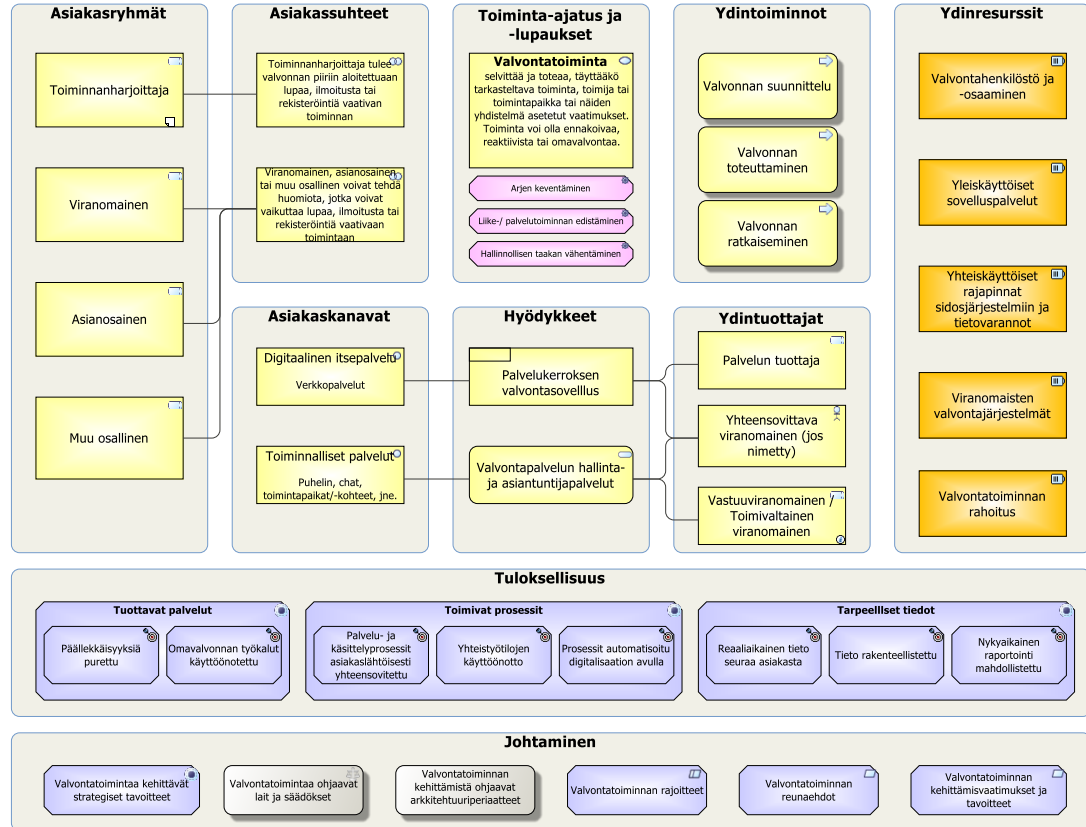 Asiakasryhmät
Toiminnanharjoittaja
Viranomainen
Asianosainen
Muu osallinen
Asiakassuhteet
Toiminnanharjoittaja tulee
valvonnan piiriin aloitettuaan
lupaa, ilmoitusta tai
rekisteröintiä vaativan
toiminnan
Viranomainen, asianosainen
tai muu osallinen voivat tehdä
huomiota, jotka voivat
vaikuttaa lupaa, ilmoitusta tai
rekisteröintiä vaativaan
toimintaan
Toiminta-ajatus ja
-lupaukset
Valvontatoiminta
selvittää ja toteaa, täyttääkö
tarkasteltava toiminta, toimija tai
toimintapaikka tai näiden
yhdistelmä asetetut vaatimukset.
Toiminta voi olla ennakoivaa,
reaktiivista tai omavalvontaa.
Arjen keventäminen
Liike-/ palvelutoiminnan edistäminen
Hallinnollisen taakan vähentäminen
Ydintoiminnot
Valvonnan suunnittelu
Valvonnan
toteuttaminen
Valvonnan
ratkaiseminen
Ydinresurssit
Valvontahenkilöstö ja
-osaaminen
Yleiskäyttöiset
sovelluspalvelut
Yhteiskäyttöiset
rajapinnat
sidosjärjestelmiin ja
tietovarannot
Viranomaisten
valvontajärjestelmät
Valvontatoiminnan
rahoitus
Asiakaskanavat
Digitaalinen itsepalvelu
Verkkopalvelut
Toiminnalliset palvelut
Puhelin, chat,
toimintapaikat/-kohteet, jne.
Hyödykkeet
Palvelukerroksen
valvontasovelllus
Valvontapalvelun hallinta-
ja asiantuntijapalvelut
Ydintuottajat
Palvelun tuottaja
Yhteensovittava
viranomainen (jos
nimetty)
Vastuuviranomainen /
Toimivaltainen
viranomainen
Tuloksellisuus
Tuottavat palvelut
Päällekkäisyyksiä
purettu
Omavalvonnan työkalut
käyttöönotettu
Toimivat prosessit
Palvelu- ja
käsittelyprosessit
asiakaslähtöisesti
yhteensovitettu
Yhteistyötilojen
käyttöönotto
Prosessit automatisoitu
digitalisaation avulla
Tarpeelllset tiedot
Reaaliaikainen tieto
seuraa asiakasta
Tieto rakenteellistettu
Nykyaikainen
raportointi
mahdollistettu
Johtaminen
Valvontatoimintaa kehittävät
strategiset tavoitteet
Valvontatoimintaa ohjaavat
lait ja säädökset
Valvontatoiminnan
kehittämistä ohjaavat
arkkitehtuuriperiaatteet
Valvontatoiminnan rajoitteet
Valvontatoiminnan
reunaehdot
Valvontatoiminnan
kehittämisvaatimukset ja
tavoitteet